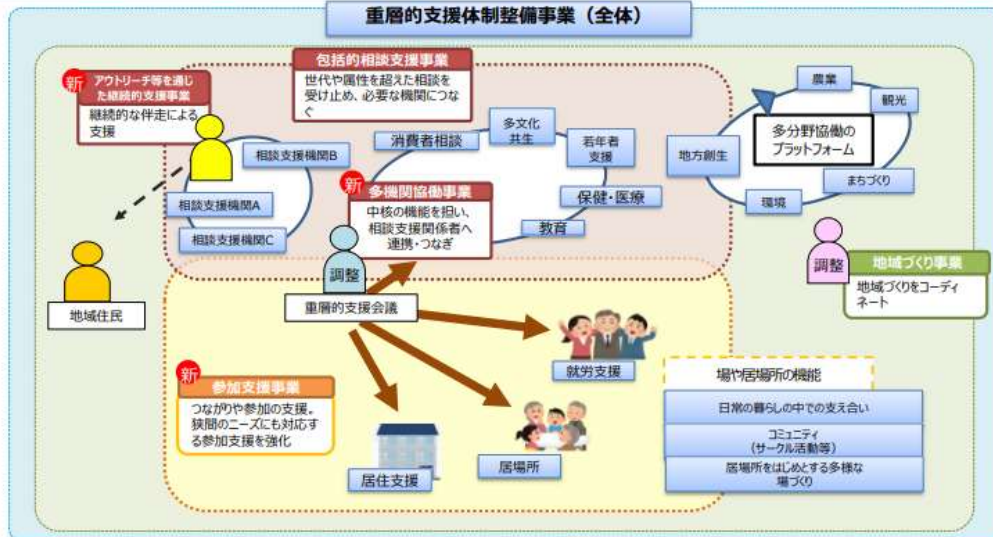 重層的支援体制整備事業(全体)
新
アウトリーチ等を通じ
た継続的支援事業
継続的な伴走による
支援
包括的相談支援事業
世代や属性を超えた相談を
受け止め、必要な機関につな
ぐ
相談支援機関B
相談支援機関A
相談支援機関C
消費者相談
多文化
共生
若年者
支援
保健・医療
教育
新
多機関協働事業
中核の機能を担い、
相談支援関係者へ
連携・つなぎ
調整
重層的支援会議
農業
観光
多分野協働の
プラットフォーム
地方創生
まちづくり
環境
調整
地域づくり事業
地域づくりをコーディ
ネート
地域住民
新
参加支援事業
つながりや参加の支援。
狭間のニーズにも対応す
る参加支援を強化
就労支援
居場所
居住支援
場や居場所の機能
日常の暮らしの中での支え合い
コミュニティ
(サークル活動等)
居場所をはじめとする多様な
場づくり